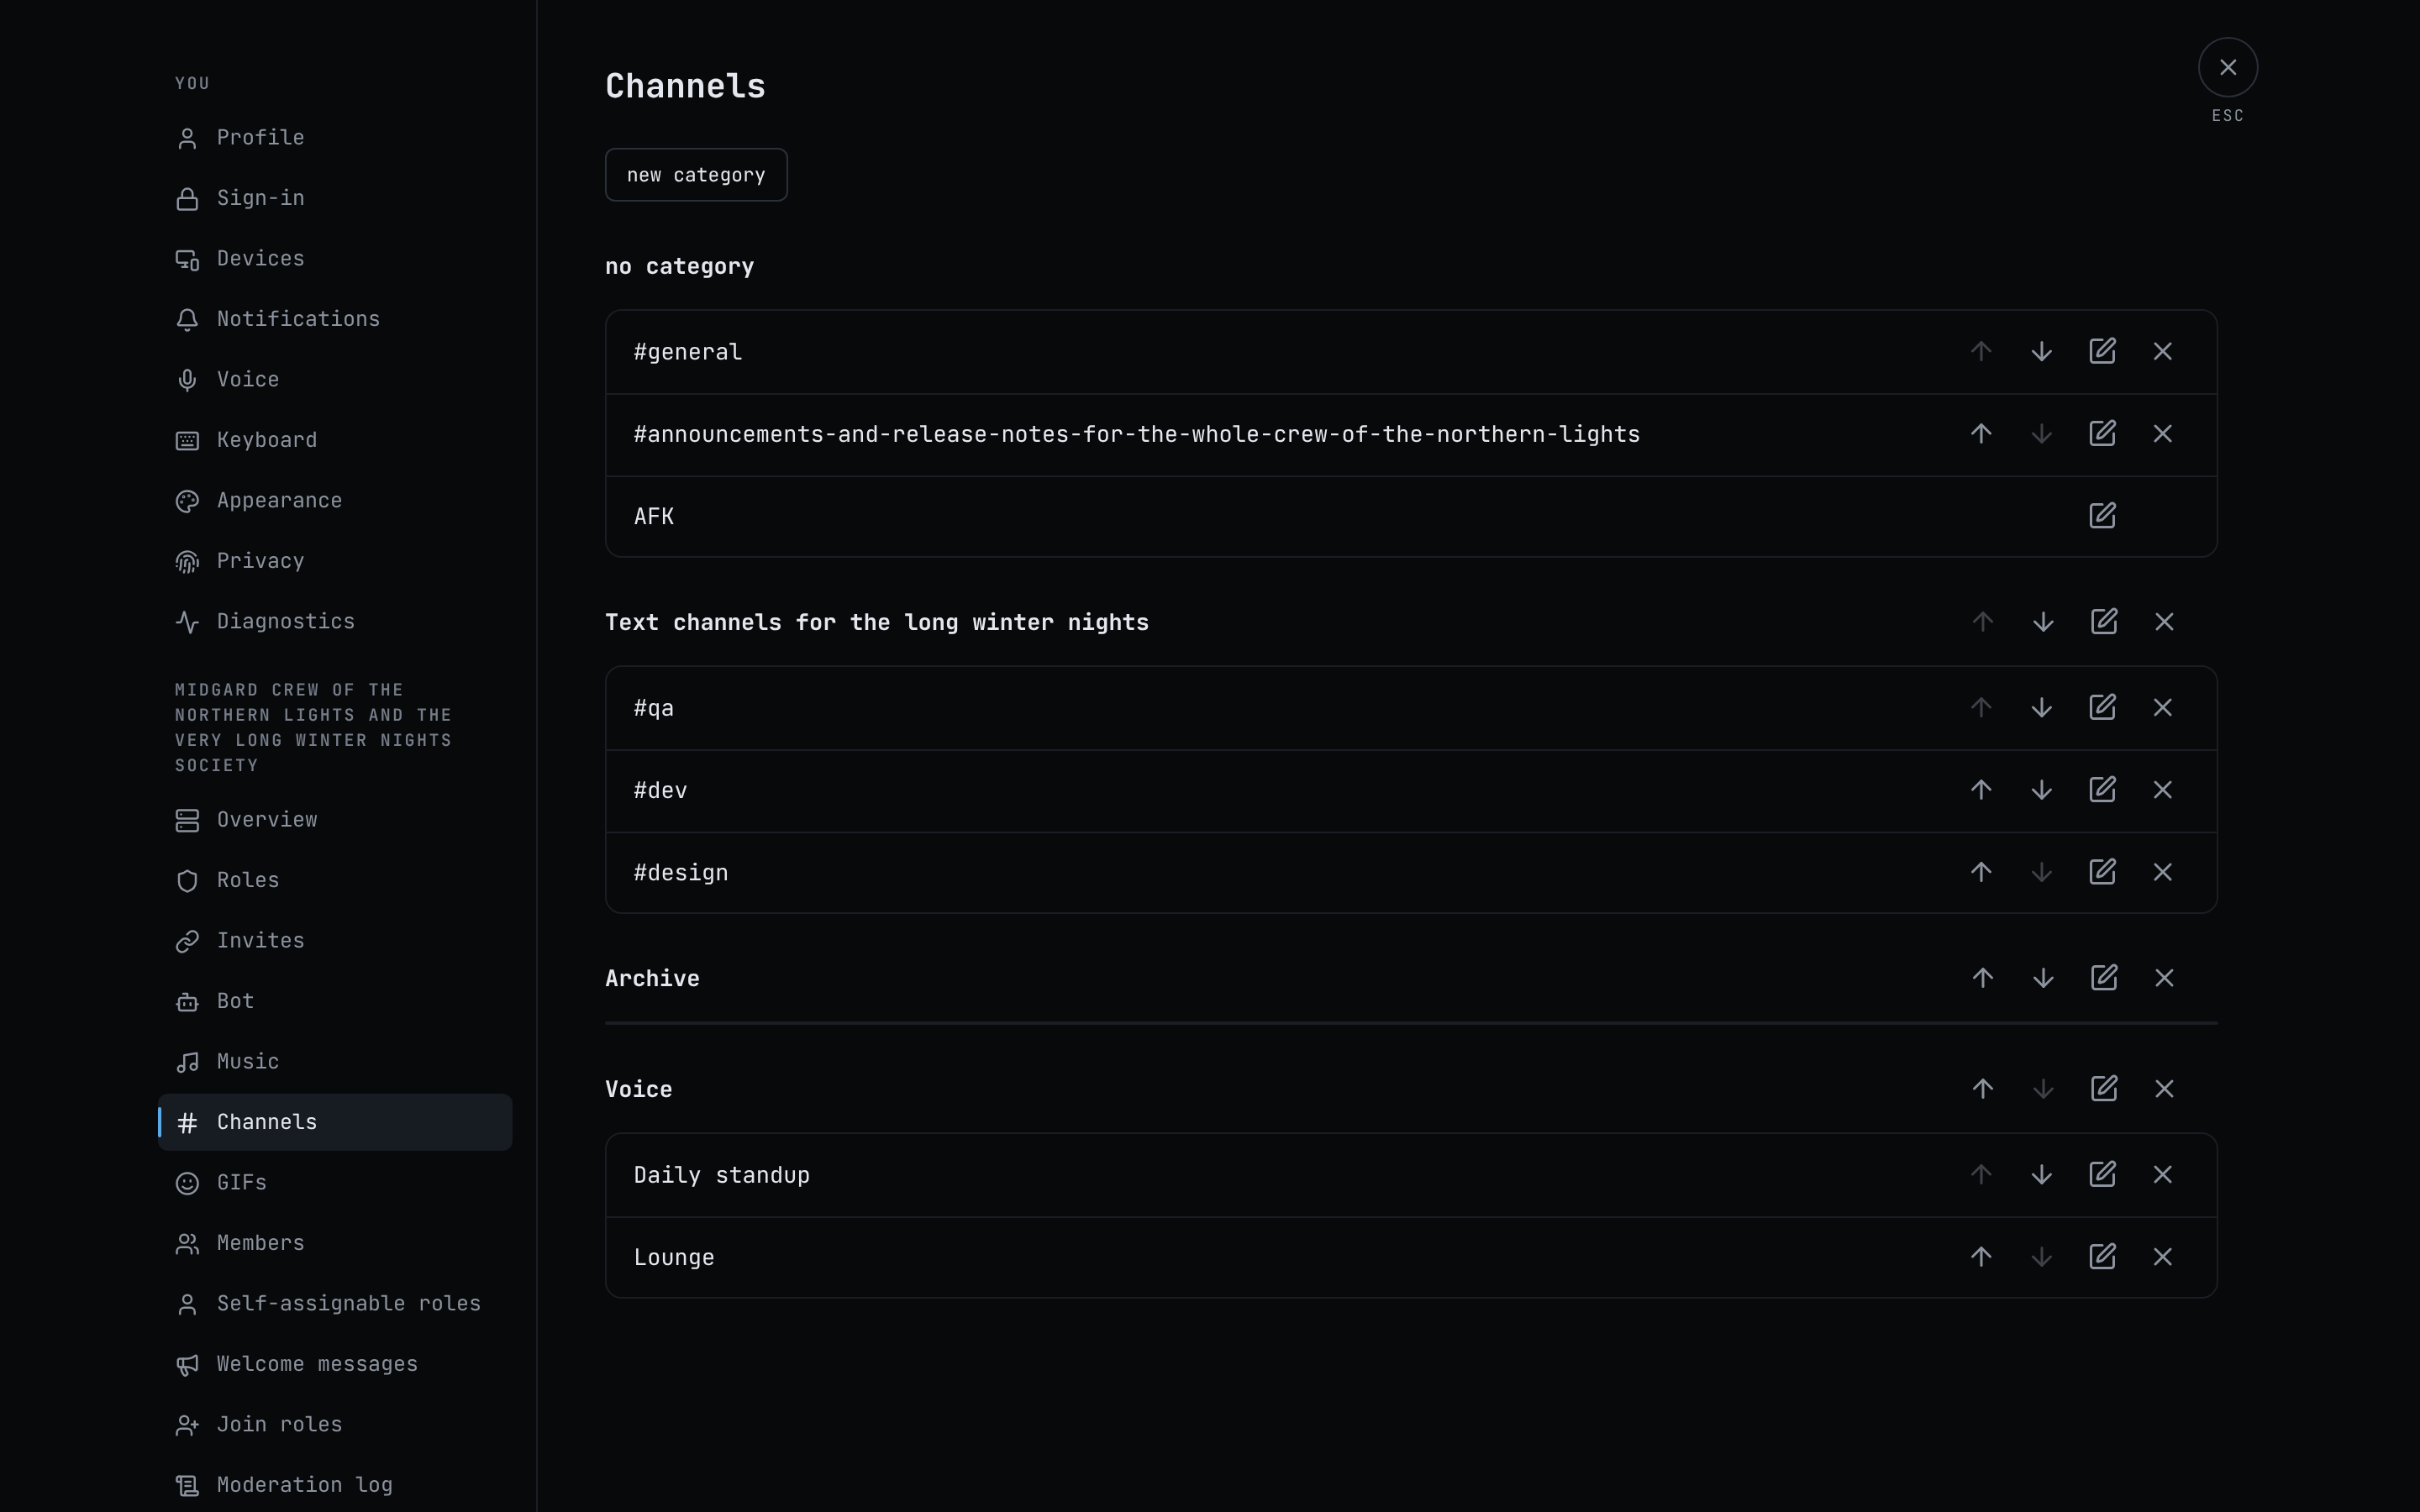 YOU
Profile
Sign-in
Devices
Notifications
Voice
Keyboard
Appearance
Privacy
Diagnostics
MIDGARD CREW OF THE
NORTHERN LIGHTS AND THE
VERY LONG WINTER NIGHTS
SOCIETY
Overview
Roles
Invites
Bot
Music
Channels
GIFs
Members
Self-assignable roles
Welcome messages
Join roles
Moderation log
Channels
ESC
new category
no category
#general
#announcements-and-release-notes-for-the-whole-crew-of-the-northern-lights
AFK
Text channels for the long winter nights
#qa
#dev
#design
Archive
Voice
Daily standup
Lounge